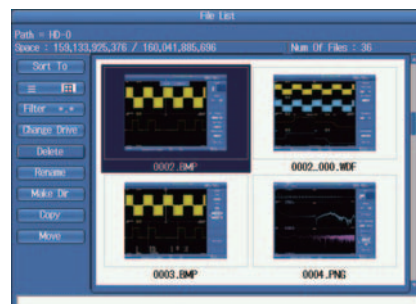 File List
Path = HD-0
Space : 159,133,925,376 / 160,041,885,696 Num Of Files : 36
Sort To
Filter *.*
Change Drive
Delete
Rename
Make Dir
Copy
Move
0002.BMP
0002_000.WDF
0003.BMP
0004.PNG